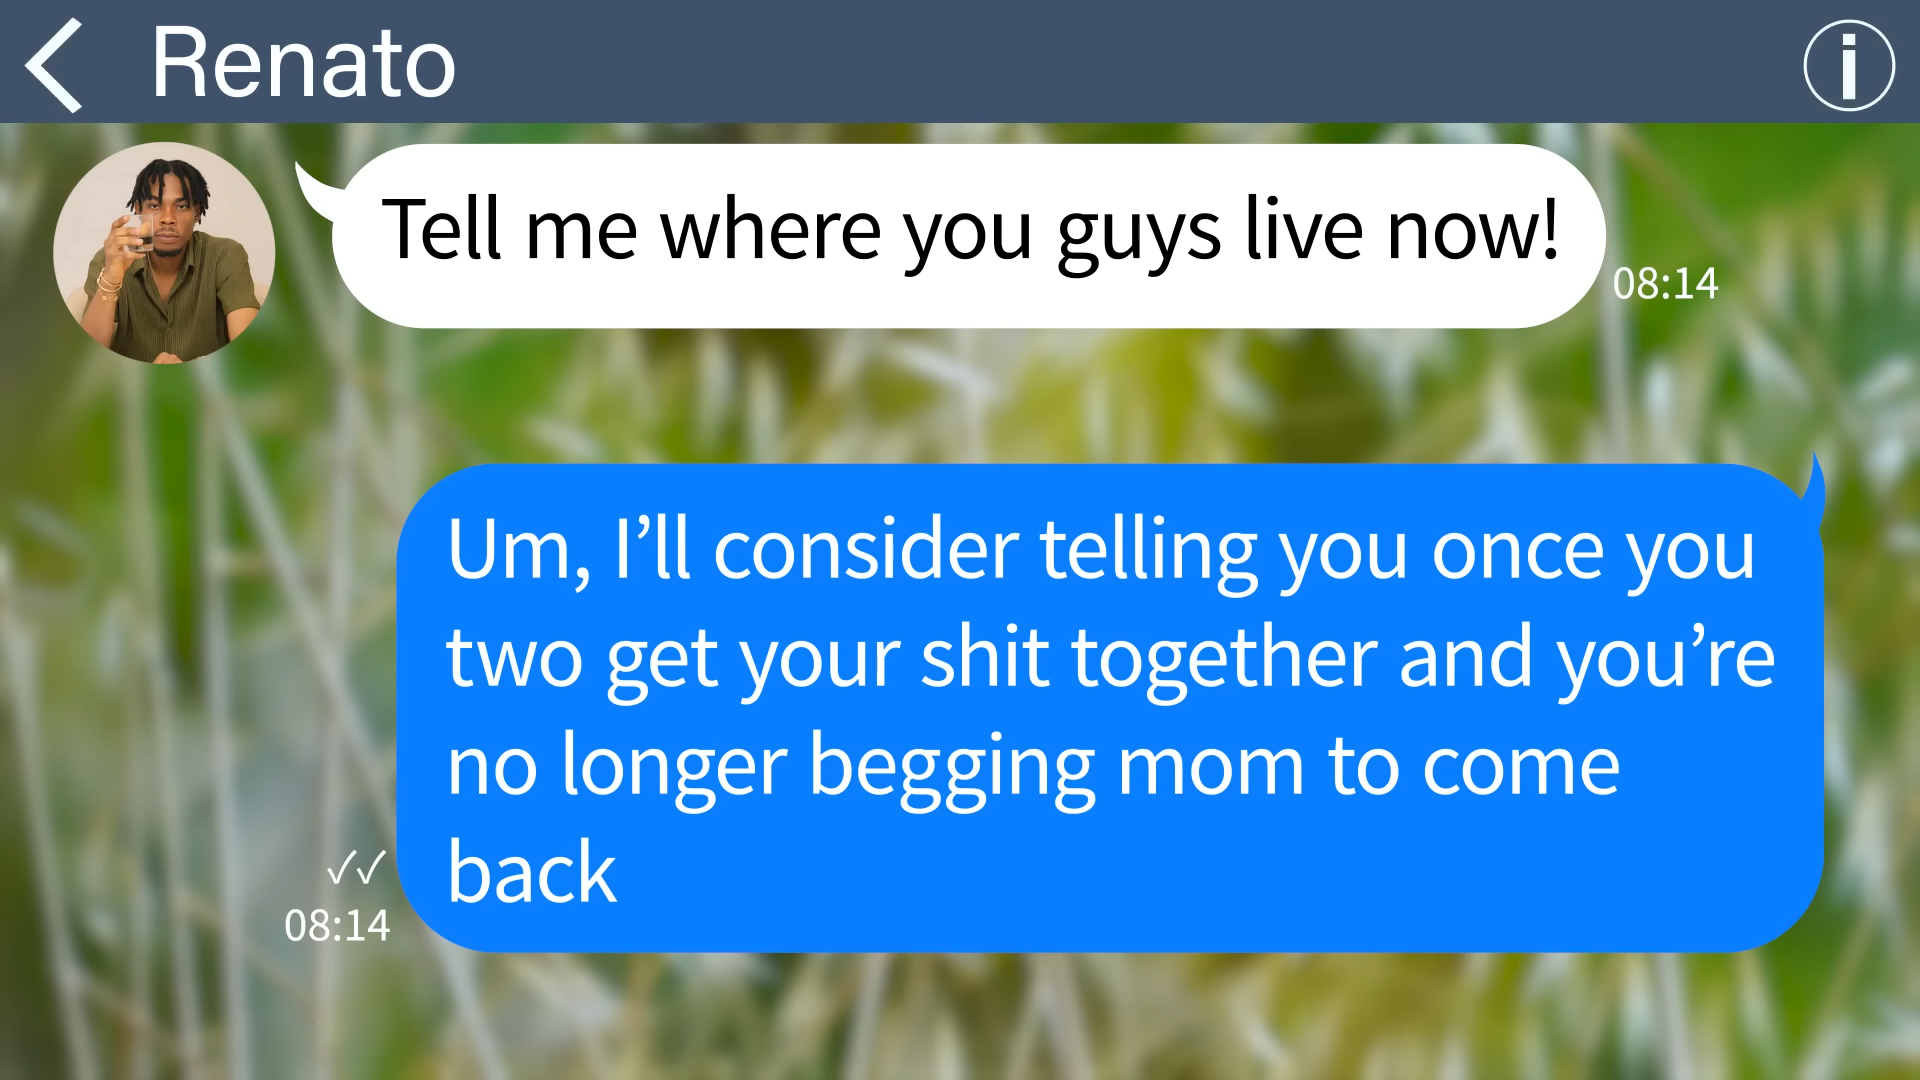 Renato
Tell me where you guys live now!
08:14
Um, I’ll consider telling you once you
two get your shit together and you’re
no longer begging mom to come
back
08:14